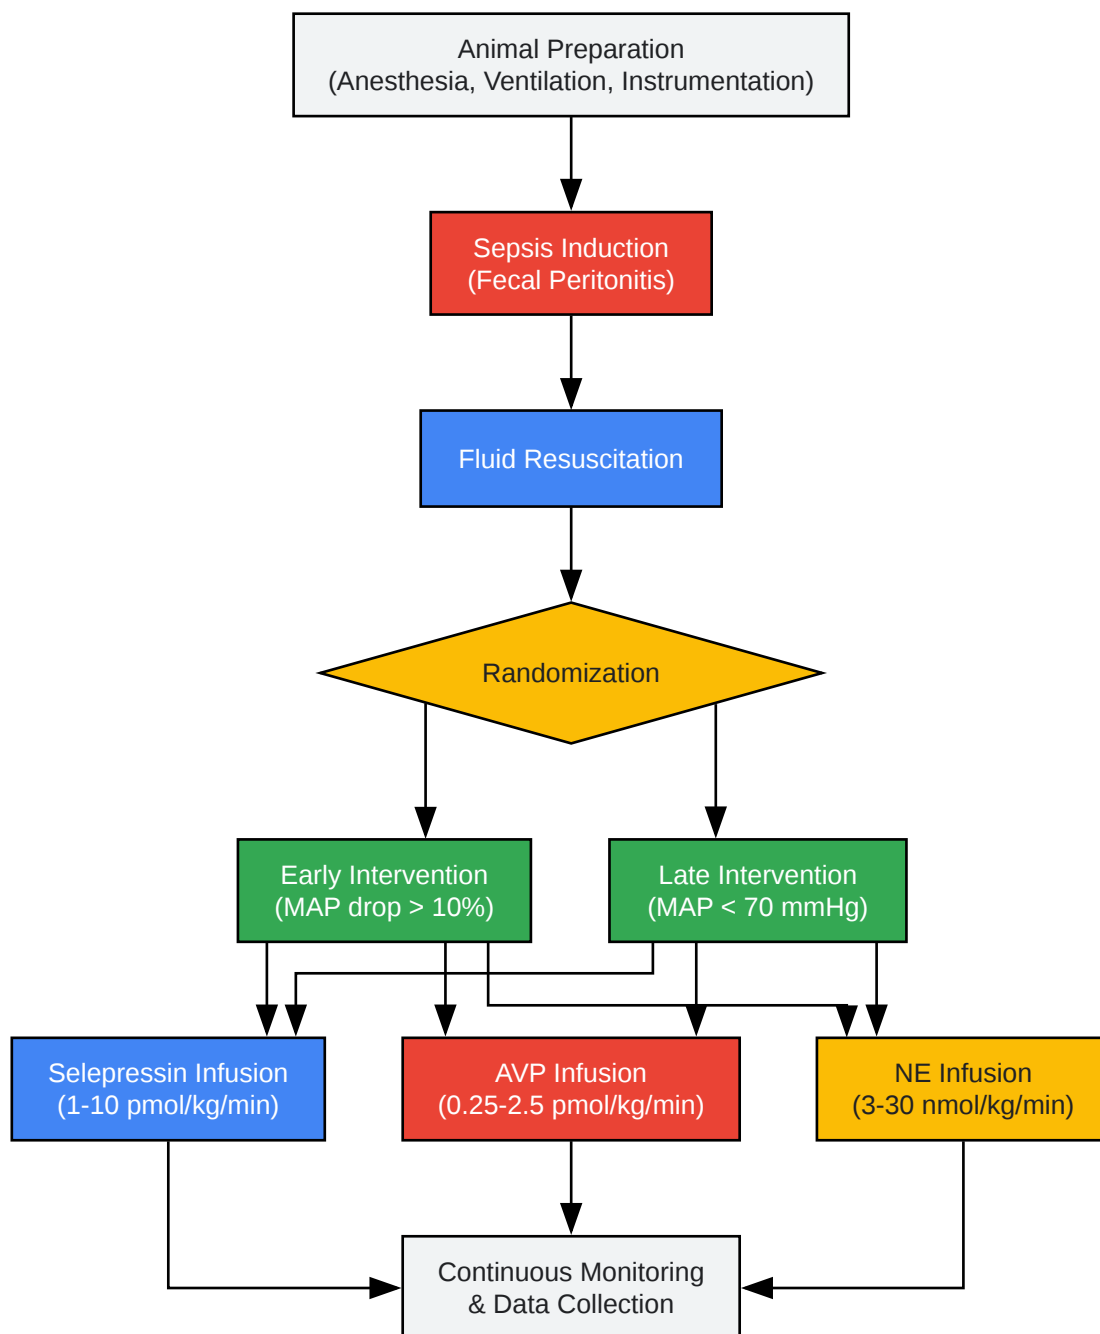 Animal Preparation
(Anesthesia, Ventilation, Instrumentation)
Sepsis Induction
(Fecal Peritonitis)
Fluid Resuscitation
Randomization
Early Intervention
(MAP drop > 10%)
Late Intervention
(MAP < 70 mmHg)
Selepressin Infusion
(1-10 pmol/kg/min)
AVP Infusion
(0.25-2.5 pmol/kg/min)
NE Infusion
(3-30 nmol/kg/min)
Continuous Monitoring
& Data Collection